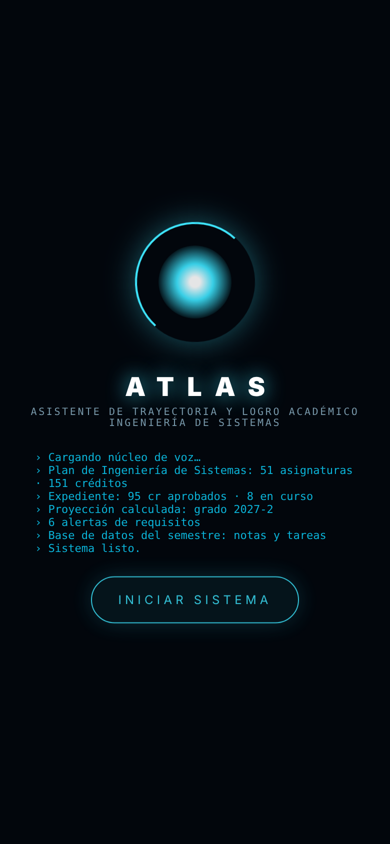 ATLAS
ASISTENTE DE TRAYECTORIA Y LOGRO ACADÉMICO
INGENIERÍA DE SISTEMAS
› Cargando núcleo de voz…
› Plan de Ingeniería de Sistemas: 51 asignaturas
· 151 créditos
› Expediente: 95 cr aprobados · 8 en curso
› Proyección calculada: grado 2027-2
› 6 alertas de requisitos
› Base de datos del semestre: notas y tareas
› Sistema listo.
INICIAR SISTEMA